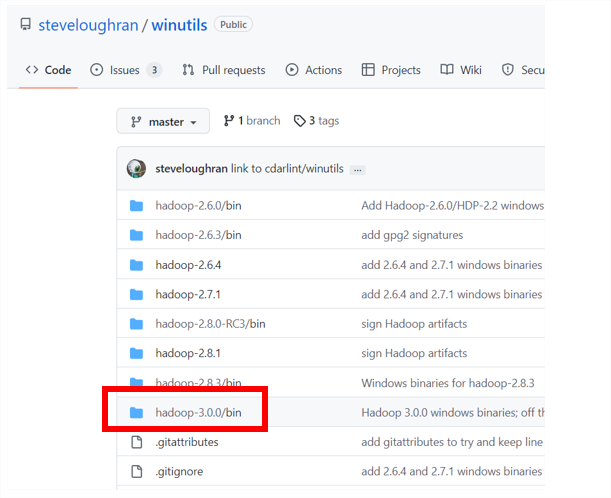 steveloughran / winutils Public
Code Issues 3 Pull requests Actions Projects Wiki Secu
master 1 branch 3 tags
steveloughran link to cdarlint/winutils ...
hadoop-2.6.0/bin Add Hadoop-2.6.0/HDP-2.2 windows
hadoop-2.6.3/bin add gpg2 signatures
hadoop-2.6.4 add 2.6.4 and 2.7.1 windows binaries
hadoop-2.7.1 add 2.6.4 and 2.7.1 windows binaries
hadoop-2.8.0-RC3/bin sign Hadoop artifacts
hadoop-2.8.1 sign Hadoop artifacts
hadoop-2.8.3/bin Windows binaries for hadoop-2.8.3
hadoop-3.0.0/bin Hadoop 3.0.0 windows binaries; off th
.gitattributes add gitattributes to try and keep line
.gitignore add 2.6.4 and 2.7.1 windows binaries